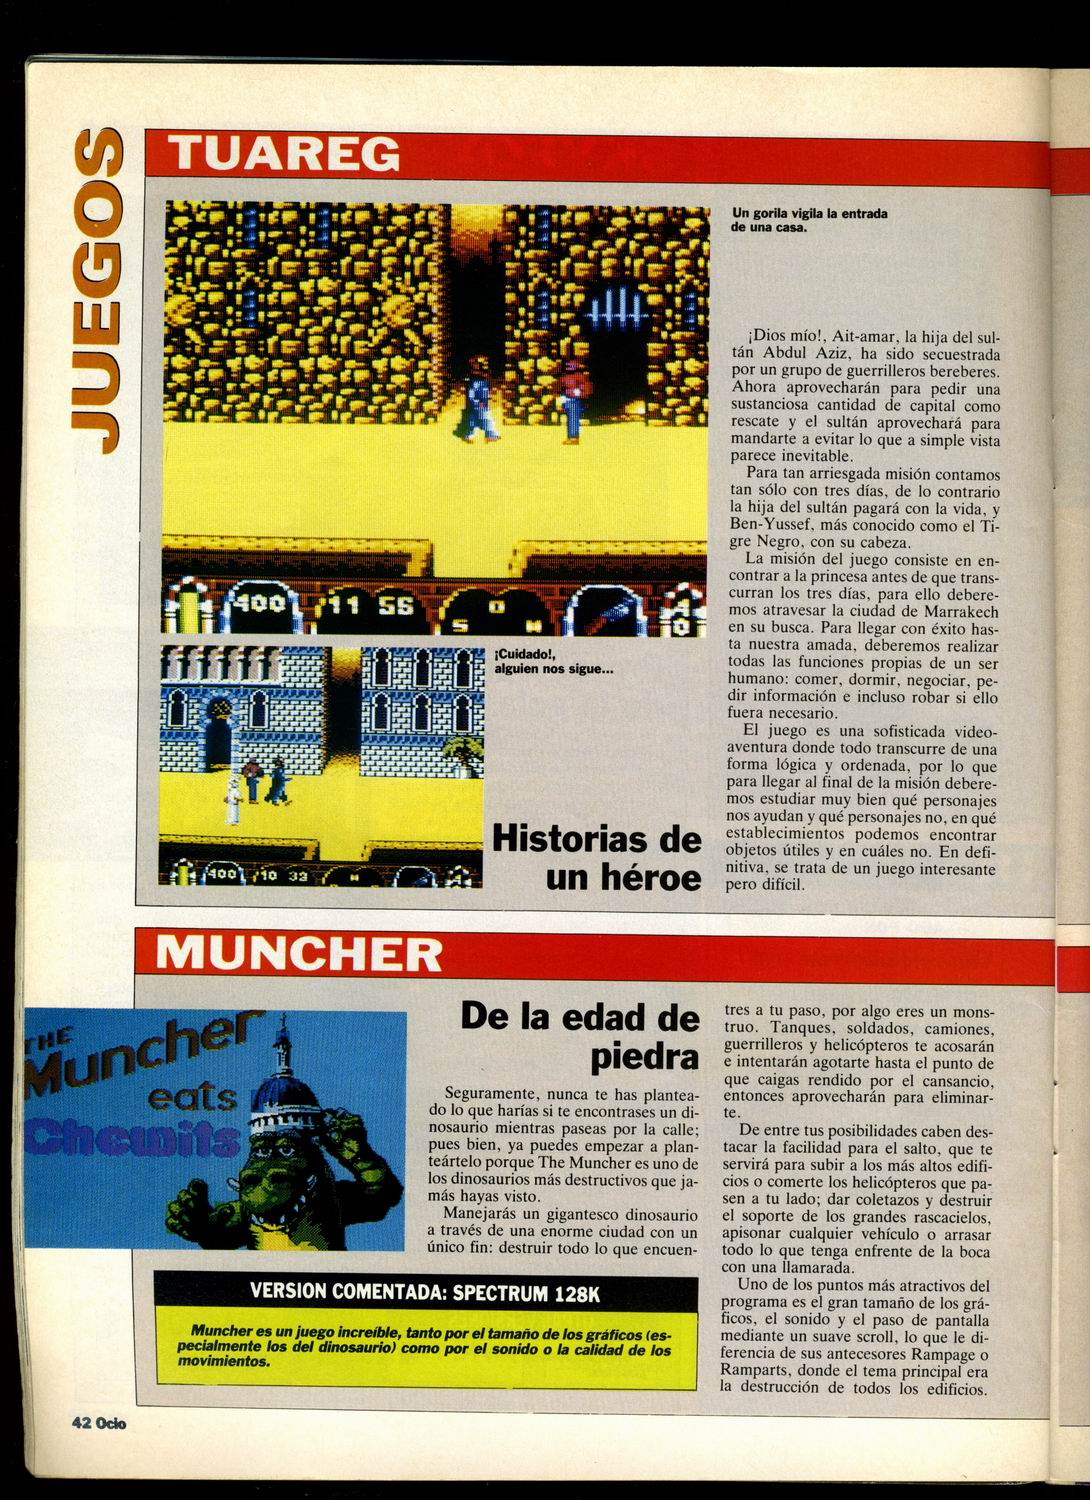 JUEGOS
TUAREG
Un gorila vigila la entrada
de una casa.
400
11 56
O
S
N
¡Cuidado!,
alguien nos sigue...
400
10 32
N
Historias de
un héroe
¡Dios mío!, Ait-amar, la hija del sul-
tán Abdul Aziz, ha sido secuestrada
por un grupo de guerrilleros bereberes.
Ahora aprovecharán para pedir una
sustanciosa cantidad de capital como
rescate y el sultán aprovechará para
mandarte a evitar lo que a simple vista
parece inevitable.
Para tan arriesgada misión contamos
tan sólo con tres días, de lo contrario
la hija del sultán pagará con la vida, y
Ben-Yussef, más conocido como el Ti-
gre Negro, con su cabeza.
La misión del juego consiste en en-
contrar a la princesa antes de que trans-
curran los tres días, para ello debere-
mos atravesar la ciudad de Marrakech
en su busca. Para llegar con éxito has-
ta nuestra amada, deberemos realizar
todas las funciones propias de un ser
humano: comer, dormir, negociar, pe-
dir información e incluso robar si ello
fuera necesario.
El juego es una sofisticada video-
aventura donde todo transcurre de una
forma lógica y ordenada, por lo que
para llegar al final de la misión debere-
mos estudiar muy bien qué personajes
nos ayudan y qué personajes no, en qué
establecimientos podemos encontrar
objetos útiles y en cuáles no. En defi-
nitiva, se trata de un juego interesante
pero difícil.
MUNCHER
THE
Muncher
eats
Chewits
De la edad de
piedra
Seguramente, nunca te has plantea-
do lo que harías si te encontrases un di-
nosaurio mientras paseas por la calle;
pues bien, ya puedes empezar a plan-
teártelo porque The Muncher es uno de
los dinosaurios más destructivos que ja-
más hayas visto.
Manejarás un gigantesco dinosaurio
a través de una enorme ciudad con un
único fin: destruir todo lo que encuen-
tres a tu paso, por algo eres un mons-
truo. Tanques, soldados, camiones,
guerrilleros y helicópteros te acosarán
e intentarán agotarte hasta el punto de
que caigas rendido por el cansancio,
entonces aprovecharán para eliminar-
te.
De entre tus posibilidades caben des-
tacar la facilidad para el salto, que te
servirá para subir a los más altos edifi-
cios o comerte los helicópteros que pa-
sen a tu lado; dar coletazos y destruir
el soporte de los grandes rascacielos,
apisonar cualquier vehículo o arrasar
todo lo que tenga enfrente de la boca
con una llamarada.
Uno de los puntos más atractivos del
programa es el gran tamaño de los grá-
ficos, el sonido y el paso de pantalla
mediante un suave scroll, lo que le di-
ferencia de sus antecesores Rampage o
Ramparts, donde el tema principal era
la destrucción de todos los edificios.
VERSION COMENTADA: SPECTRUM 128K
Muncher es un juego increíble, tanto por el tamaño de los gráficos (es-
pecialmente los del dinosaurio) como por el sonido o la calidad de los
movimientos.
42 Ocio